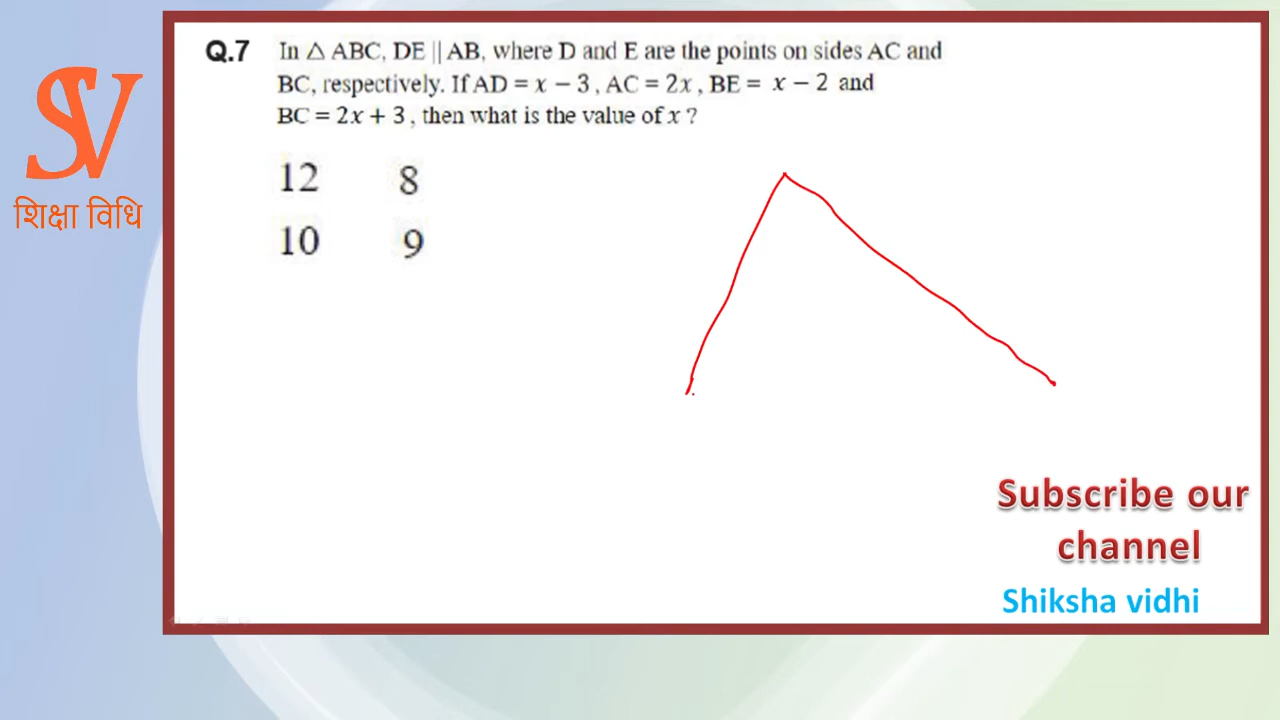 SV
शिक्षा विधि
Q.7 In △ ABC, DE || AB, where D and E are the points on sides AC and
BC, respectively. If AD = x − 3, AC = 2x, BE = x − 2 and
BC = 2x + 3, then what is the value of x ?
12 8
10 9
Subscribe our
channel
Shiksha vidhi